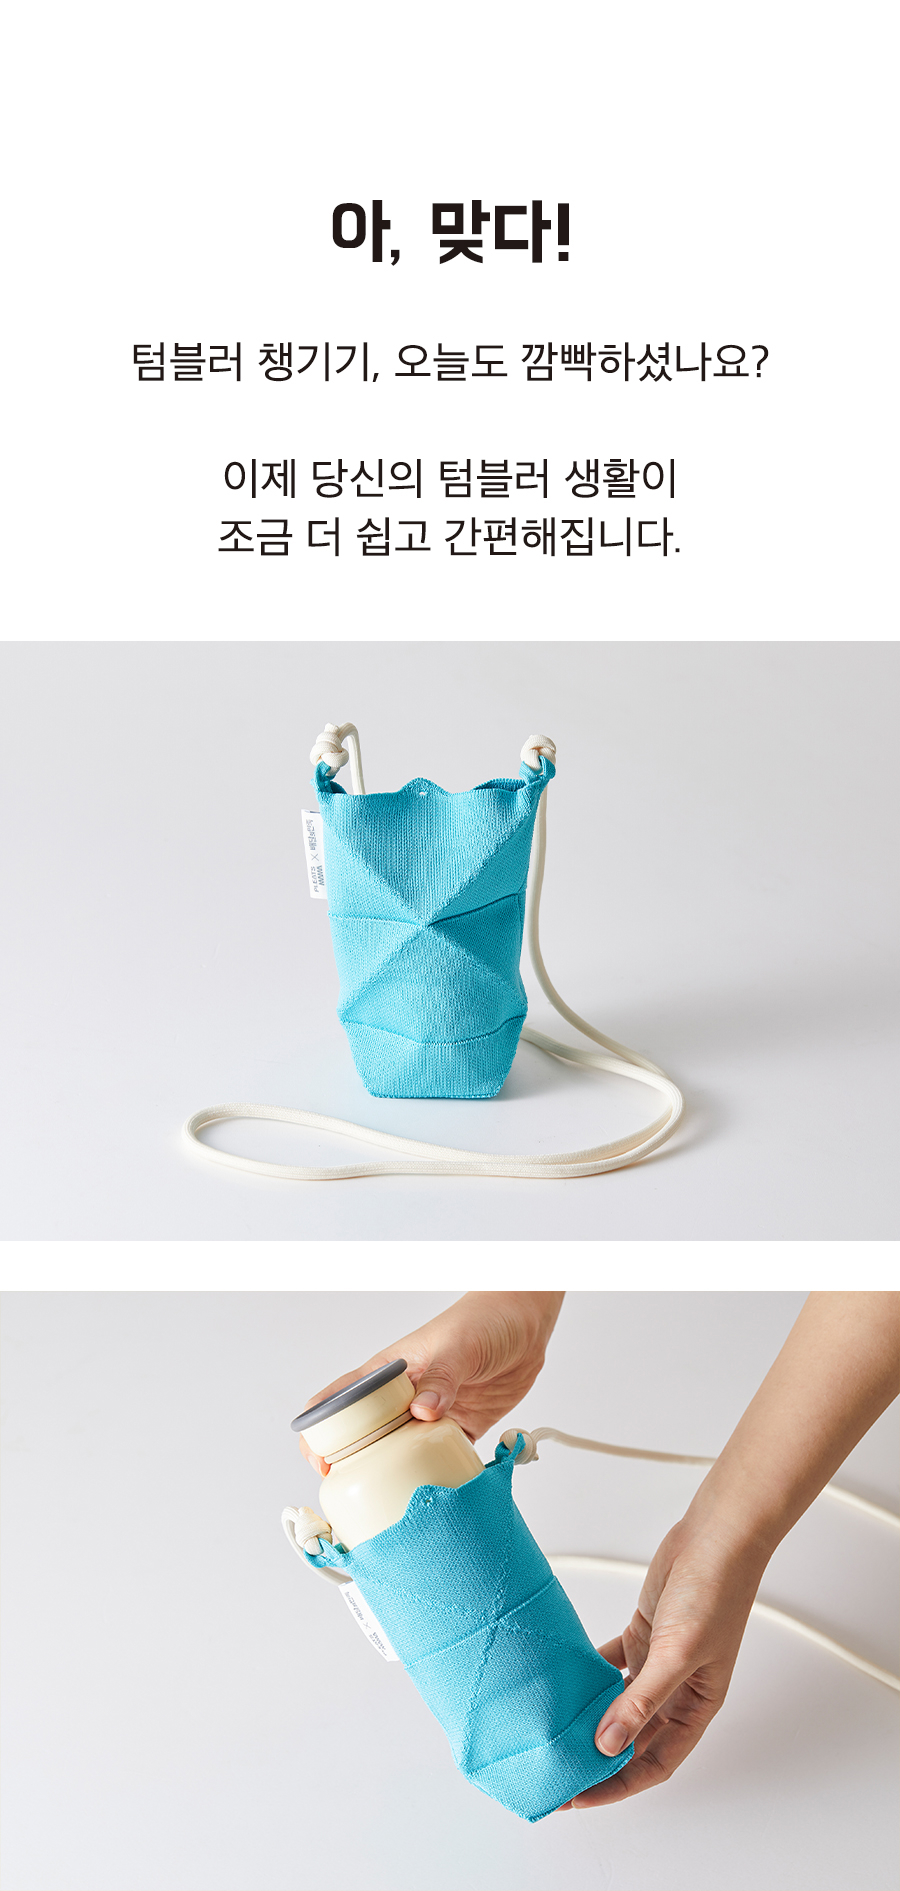 아, 맞다!
텀블러 챙기기, 오늘도 깜빡하셨나요?
이제 당신의 텀블러 생활이
조금 더 쉽고 간편해집니다.
PLEATS